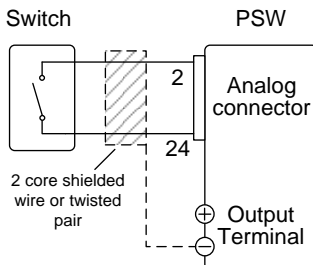 Switch
PSW
2
Analog
connector
24
2 core shielded
wire or twisted
pair
+
Output
Terminal
−